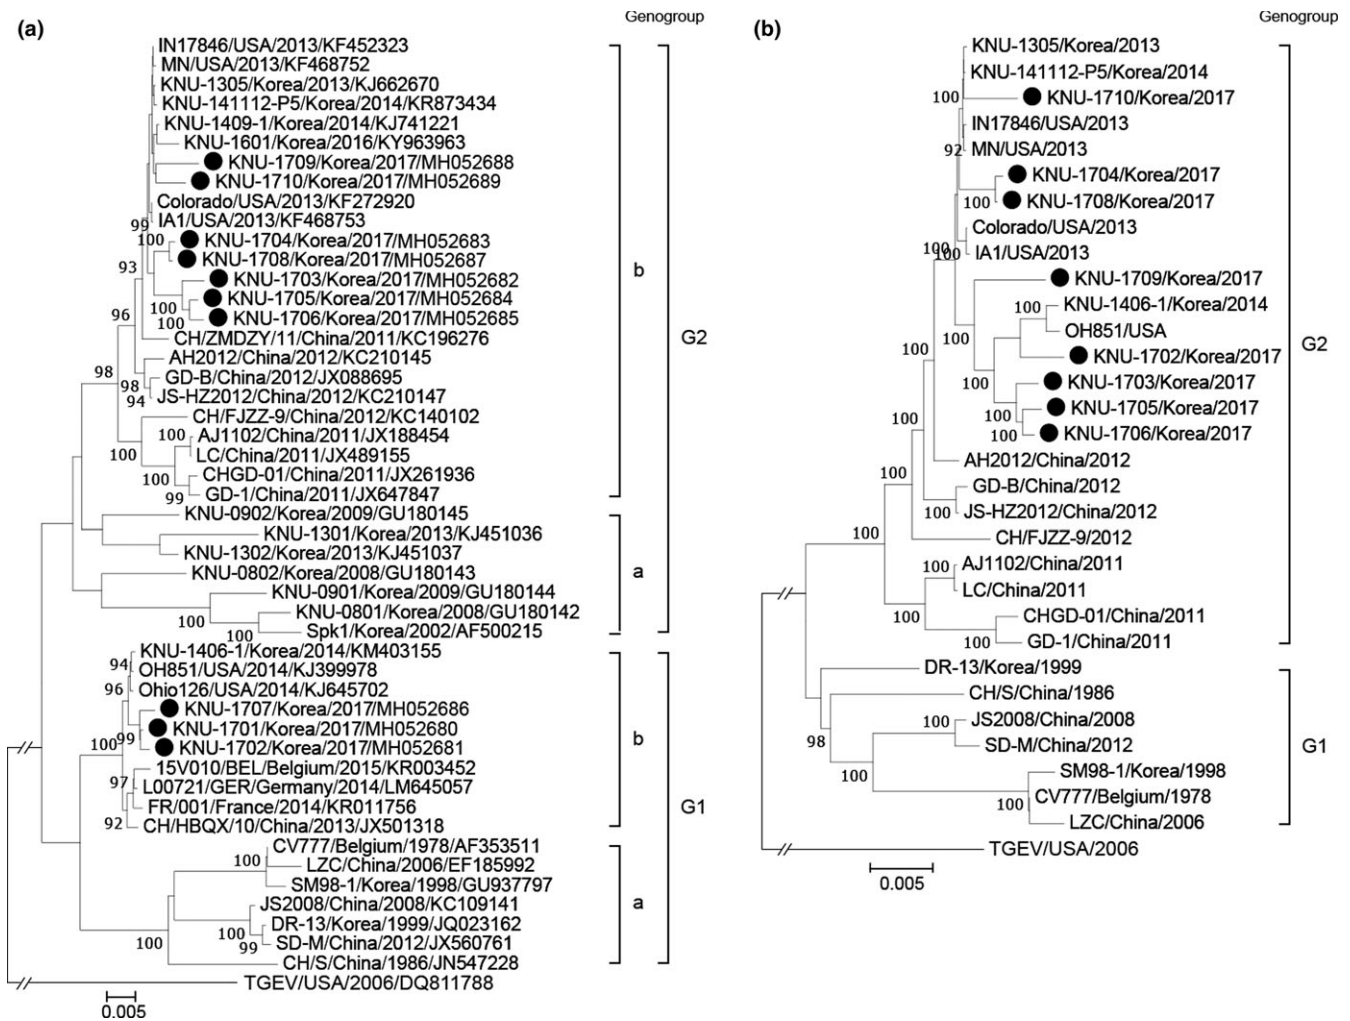 (a)
Genogroup
IN17846/USA/2013/KF452323
MN/USA/2013/KF468752
KNU-1305/Korea/2013/KJ662670
KNU-141112-P5/Korea/2014/KR873434
KNU-1409-1/Korea/2014/KJ741221
KNU-1601/Korea/2016/KY963963
KNU-1709/Korea/2017/MH052688
KNU-1710/Korea/2017/MH052689
Colorado/USA/2013/KF272920
IA1/USA/2013/KF468753
99
KNU-1704/Korea/2017/MH052683
100
KNU-1708/Korea/2017/MH052687
93
b
KNU-1703/Korea/2017/MH052682
KNU-1705/Korea/2017/MH052684
100
96
KNU-1706/Korea/2017/MH052685
100
CH/ZMDZY/11/China/2011/KC196276
G2
AH2012/China/2012/KC210145
98
GD-B/China/2012/JX088695
98
JS-HZ2012/China/2012/KC210147
94
CH/FJZZ-9/China/2012/KC140102
100
AJ1102/China/2011/JX188454
100
LC/China/2011/JX489155
100
CHGD-01/China/2011/JX261936
99
GD-1/China/2011/JX647847
KNU-0902/Korea/2009/GU180145
KNU-1301/Korea/2013/KJ451036
KNU-1302/Korea/2013/KJ451037
a
KNU-0802/Korea/2008/GU180143
KNU-0901/Korea/2009/GU180144
KNU-0801/Korea/2008/GU180142
100
100
Spk1/Korea/2002/AF500215
KNU-1406-1/Korea/2014/KM403155
94
OH851/USA/2014/KJ399978
96
Ohio126/USA/2014/KJ645702
KNU-1707/Korea/2017/MH052686
KNU-1701/Korea/2017/MH052680
100
99
b
KNU-1702/Korea/2017/MH052681
15V010/BEL/Belgium/2015/KR003452
97
L00721/GER/Germany/2014/LM645057
FR/001/France/2014/KR011756
G1
92
CH/HBQX/10/China/2013/JX501318
CV777/Belgium/1978/AF353511
100
LZC/China/2006/EF185992
SM98-1/Korea/1998/GU937797
JS2008/China/2008/KC109141
a
DR-13/Korea/1999/JQ023162
100
100
99
SD-M/China/2012/JX560761
CH/S/China/1986/JN547228
TGEV/USA/2006/DQ811788
0.005
(b)
Genogroup
KNU-1305/Korea/2013
KNU-141112-P5/Korea/2014
100
KNU-1710/Korea/2017
IN17846/USA/2013
92
MN/USA/2013
KNU-1704/Korea/2017
100
KNU-1708/Korea/2017
Colorado/USA/2013
100
100
IA1/USA/2013
KNU-1709/Korea/2017
100
KNU-1406-1/Korea/2014
OH851/USA
100
G2
100
KNU-1702/Korea/2017
100
KNU-1703/Korea/2017
100
KNU-1705/Korea/2017
100
100
KNU-1706/Korea/2017
AH2012/China/2012
GD-B/China/2012
100
JS-HZ2012/China/2012
100
CH/FJZZ-9/2012
100
AJ1102/China/2011
LC/China/2011
100
CHGD-01/China/2011
100
GD-1/China/2011
DR-13/Korea/1999
CH/S/China/1986
100
JS2008/China/2008
98
SD-M/China/2012
G1
100
SM98-1/Korea/1998
100
CV777/Belgium/1978
LZC/China/2006
TGEV/USA/2006
0.005